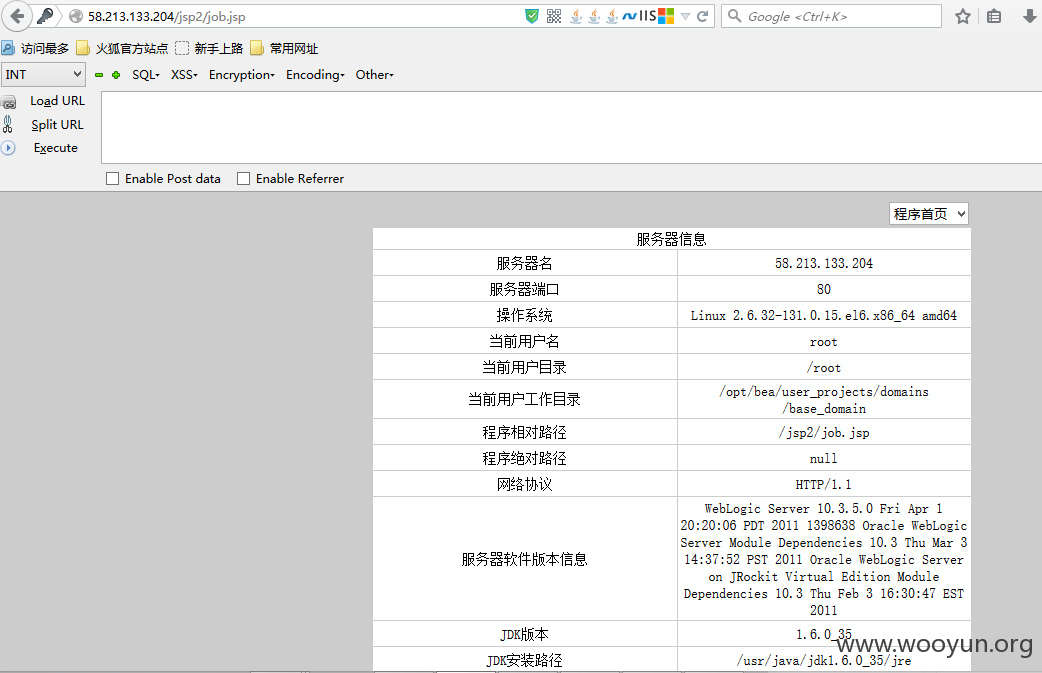 58.213.133.204/jsp2/job.jsp
IIS
Google <Ctrl+K>
访问最多 火狐官方站点 新手上路 常用网址
INT SQL XSS Encryption Encoding Other
Load URL
Split URL
Execute
Enable Post data Enable Referrer
程序首页
服务器信息
服务器名 58.213.133.204
服务器端口 80
操作系统 Linux 2.6.32-131.0.15.el6.x86_64 amd64
当前用户名 root
当前用户目录 /root
当前用户工作目录 /opt/bea/user_projects/domains
/base_domain
程序相对路径 /jsp2/job.jsp
程序绝对路径 null
网络协议 HTTP/1.1
服务器软件版本信息 WebLogic Server 10.3.5.0 Fri Apr 1
20:20:06 PDT 2011 1398638 Oracle WebLogic
Server Module Dependencies 10.3 Thu Mar 3
14:37:52 PST 2011 Oracle WebLogic Server
on JRockit Virtual Edition Module
Dependencies 10.3 Thu Feb 3 16:30:47 EST
2011
JDK版本 1.6.0_35
www.wooyun.org
JDK安装路径 /usr/java/jdk1.6.0_35/jre